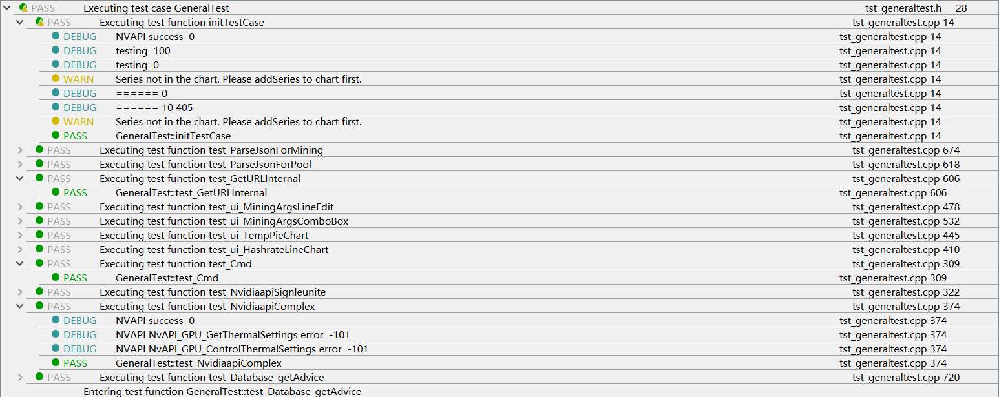 PASS Executing test case GeneralTest tst_generaltest.h 28
PASS Executing test function initTestCase tst_generaltest.cpp 14
DEBUG NVAPI success 0 tst_generaltest.cpp 14
DEBUG testing 100 tst_generaltest.cpp 14
DEBUG testing 0 tst_generaltest.cpp 14
WARN Series not in the chart. Please addSeries to chart first. tst_generaltest.cpp 14
DEBUG ====== 0 tst_generaltest.cpp 14
DEBUG ====== 10 405 tst_generaltest.cpp 14
WARN Series not in the chart. Please addSeries to chart first. tst_generaltest.cpp 14
PASS GeneralTest::initTestCase tst_generaltest.cpp 14
PASS Executing test function test_ParseJsonForMining tst_generaltest.cpp 674
PASS Executing test function test_ParseJsonForPool tst_generaltest.cpp 618
PASS Executing test function test_GetURLInternal tst_generaltest.cpp 606
PASS GeneralTest::test_GetURLInternal tst_generaltest.cpp 606
PASS Executing test function test_ui_MiningArgsLineEdit tst_generaltest.cpp 478
PASS Executing test function test_ui_MiningArgsComboBox tst_generaltest.cpp 532
PASS Executing test function test_ui_TempPieChart tst_generaltest.cpp 445
PASS Executing test function test_ui_HashrateLineChart tst_generaltest.cpp 410
PASS Executing test function test_Cmd tst_generaltest.cpp 309
PASS GeneralTest::test_Cmd tst_generaltest.cpp 309
PASS Executing test function test_NvidiaapiSignleunite tst_generaltest.cpp 322
PASS Executing test function test_NvidiaapiComplex tst_generaltest.cpp 374
DEBUG NVAPI success 0 tst_generaltest.cpp 374
DEBUG NVAPI NvAPI_GPU_GetThermalSettings error -101 tst_generaltest.cpp 374
DEBUG NVAPI NvAPI_GPU_ControlThermalSettings error -101 tst_generaltest.cpp 374
PASS GeneralTest::test_NvidiaapiComplex tst_generaltest.cpp 374
PASS Executing test function test_Database_getAdvice tst_generaltest.cpp 720
Entering test function GeneralTest::test_Database_getAdvice